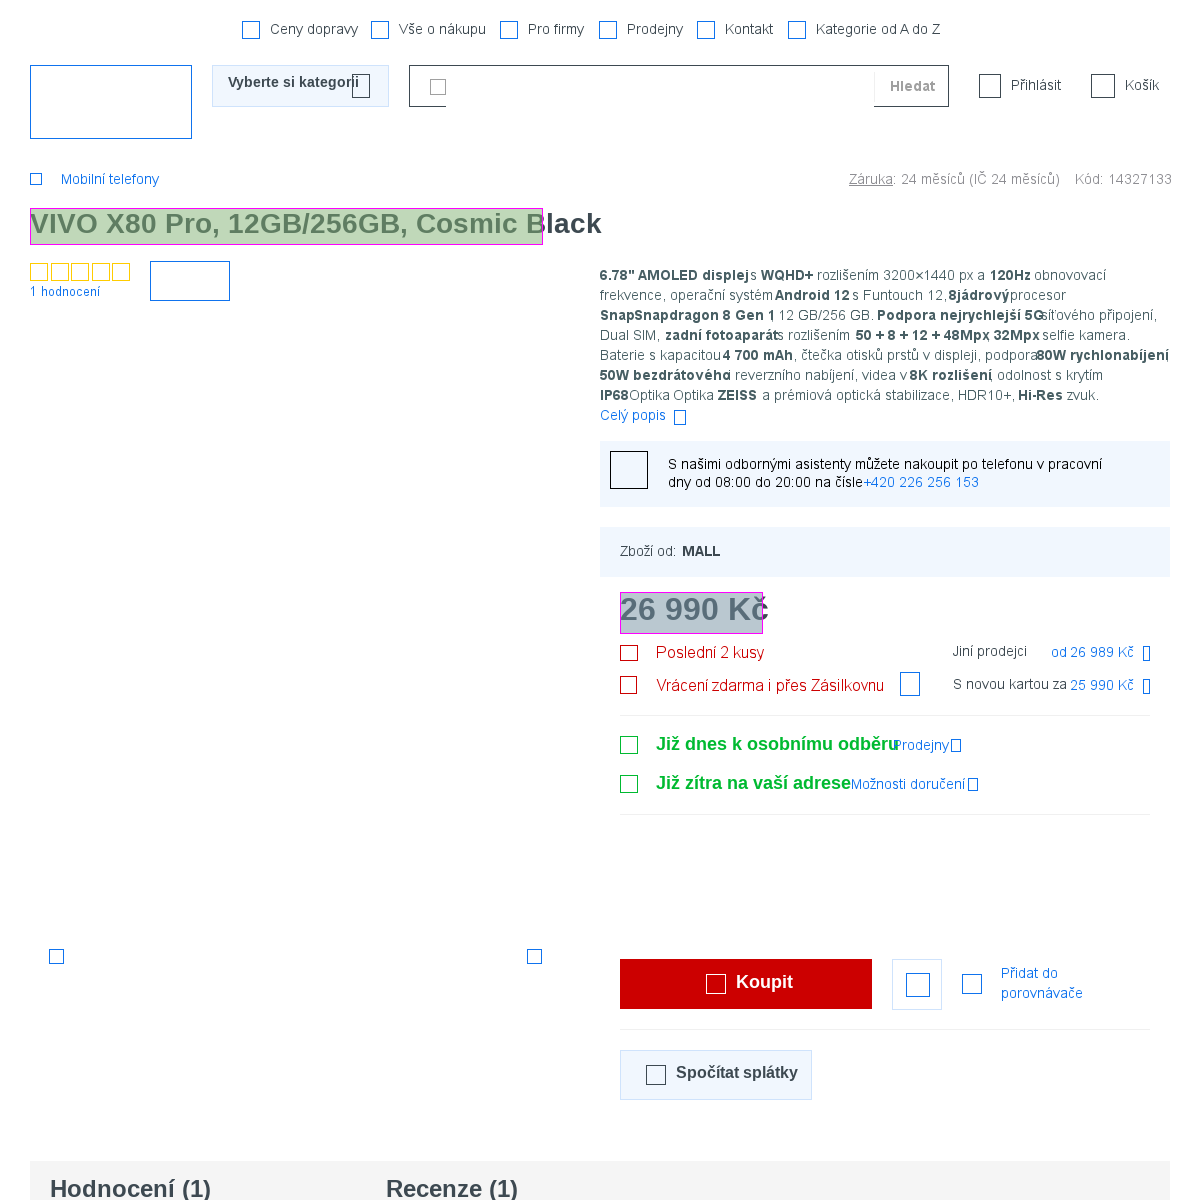 Ceny dopravy Vše o nákupu Pro firmy Prodejny Kontakt Kategorie od A do Z
Vyberte si kategorii Hledat Přihlásit Košík
Mobilní telefony Záruka: 24 měsíců (IČ 24 měsíců) Kód: 14327133
VIVO X80 Pro, 12GB/256GB, Cosmic Black
1 hodnocení
6.78" AMOLED displej s WQHD+ rozlišením 3200×1440 px a 120Hz obnovovací
frekvence, operační systém Android 12 s Funtouch 12, 8jádrový procesor
SnapSnapdragon 8 Gen 1 12 GB/256 GB. Podpora nejrychlejší 5G síťového připojení,
Dual SIM, zadní fotoaparát s rozlišením 50 + 8 + 12 + 48Mpx, 32Mpx selfie kamera.
Baterie s kapacitou 4 700 mAh, čtečka otisků prstů v displeji, podpora 80W rychlonabíjení,
50W bezdrátového i reverzního nabíjení, videa v 8K rozlišení, odolnost s krytím
IP68 Optika Optika ZEISS a prémiová optická stabilizace, HDR10+, Hi-Res zvuk.
Celý popis
S našimi odbornými asistenty můžete nakoupit po telefonu v pracovní
dny od 08:00 do 20:00 na čísle +420 226 256 153
Zboží od: MALL
26 990 Kč
Poslední 2 kusy Jiní prodejci od 26 989 Kč
Vrácení zdarma i přes Zásilkovnu S novou kartou za 25 990 Kč
Již dnes k osobnímu odběru Prodejny
Již zítra na vaší adrese Možnosti doručení
Koupit Přidat do
porovnávače
Spočítat splátky
Hodnocení (1) Recenze (1)